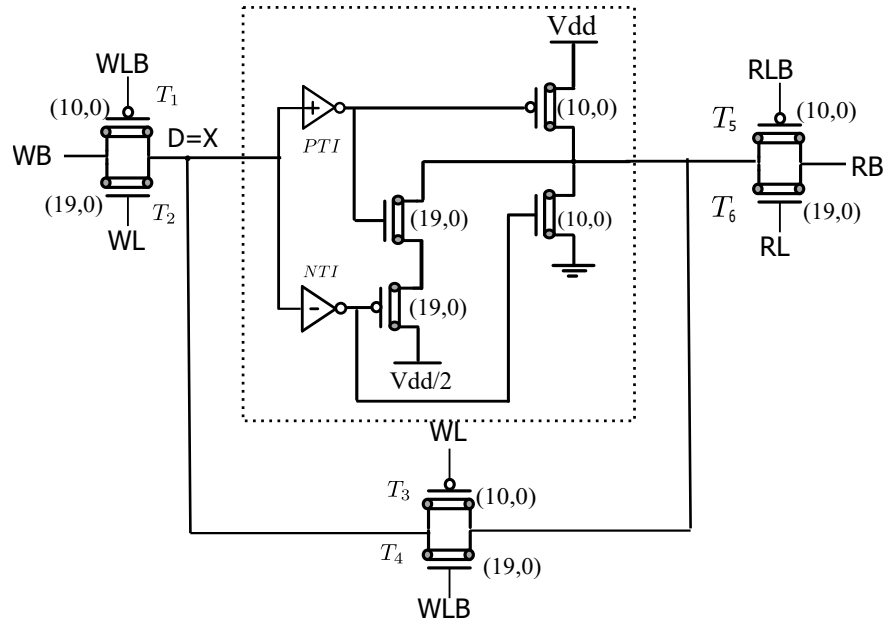 Vdd
WLB
T1
(10,0)
D=X
WB
(19,0)
T2
WL
+
PTI
(10,0)
(19,0)
(10,0)
NTI
-
(19,0)
Vdd/2
RLB
T5
(10,0)
RB
T6
(19,0)
RL
WL
T3
(10,0)
T4
(19,0)
WLB